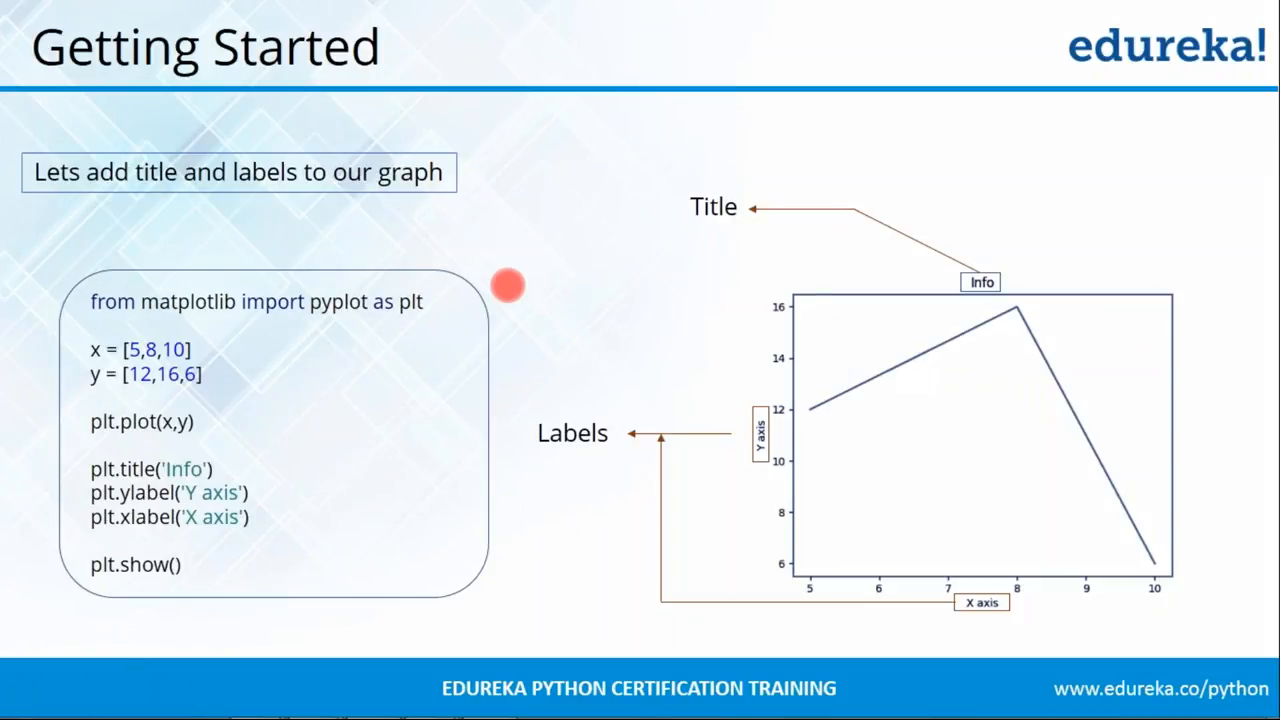 Getting Started
edureka!
Lets add title and labels to our graph
from matplotlib import pyplot as plt
x = [5,8,10]
y = [12,16,6]
plt.plot(x,y)
plt.title('Info')
plt.ylabel('Y axis')
plt.xlabel('X axis')
plt.show()
Title
Labels
Info
Y axis
16
14
12
10
8
6
5 6 7 8 9 10
X axis
EDUREKA PYTHON CERTIFICATION TRAINING
www.edureka.co/python